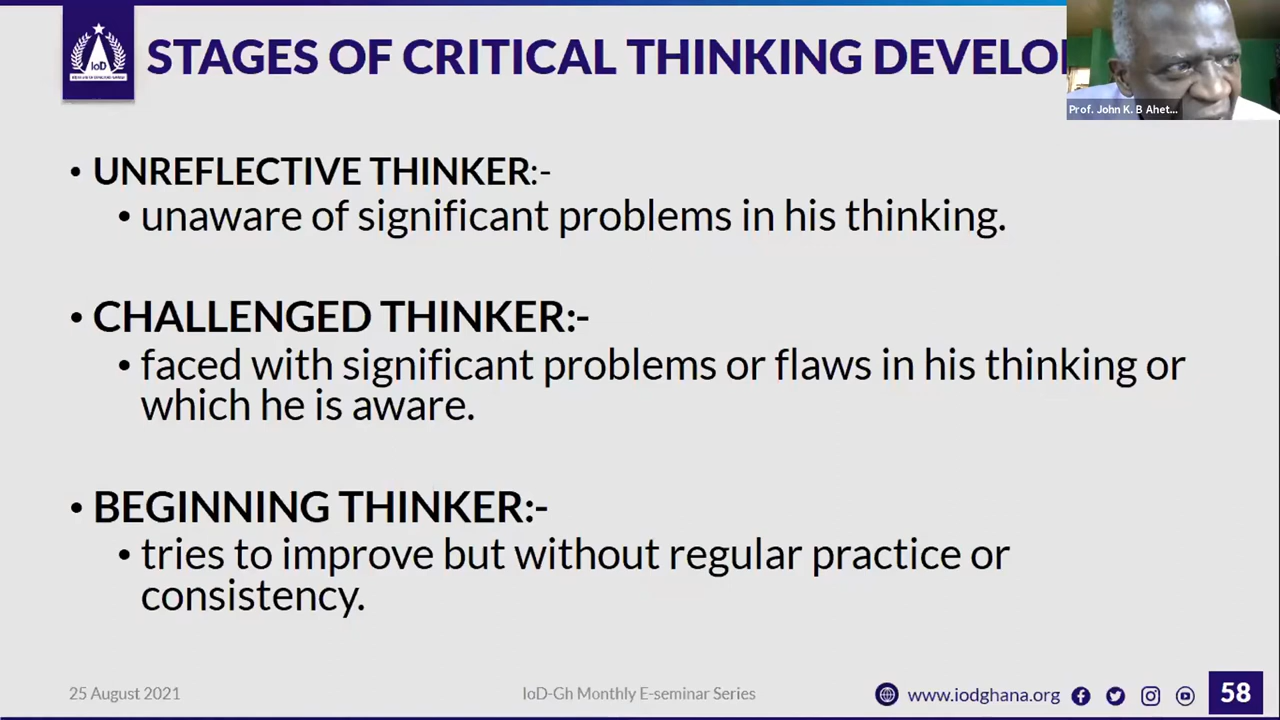 IoD
STAGES OF CRITICAL THINKING
Prof. John K. B Ahet...
• UNREFLECTIVE THINKER:-
• unaware of significant problems in his thinking.
• CHALLENGED THINKER:-
• faced with significant problems or flaws in his thinking or
which he is aware.
• BEGINNING THINKER:-
• tries to improve but without regular practice or
consistency.
25 August 2021
IoD-Gh Monthly E-seminar Series
www.iodghana.org
58